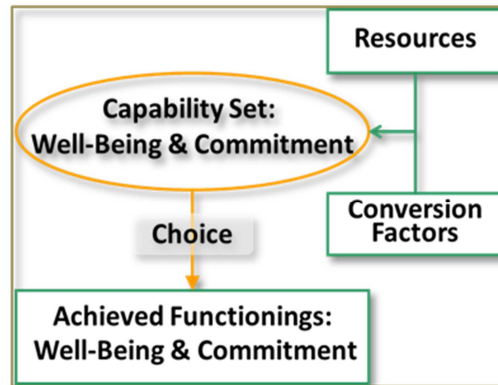 Resources
Capability Set:
Well-Being & Commitment
Conversion
Factors
Choice
Achieved Functionings:
Well-Being & Commitment